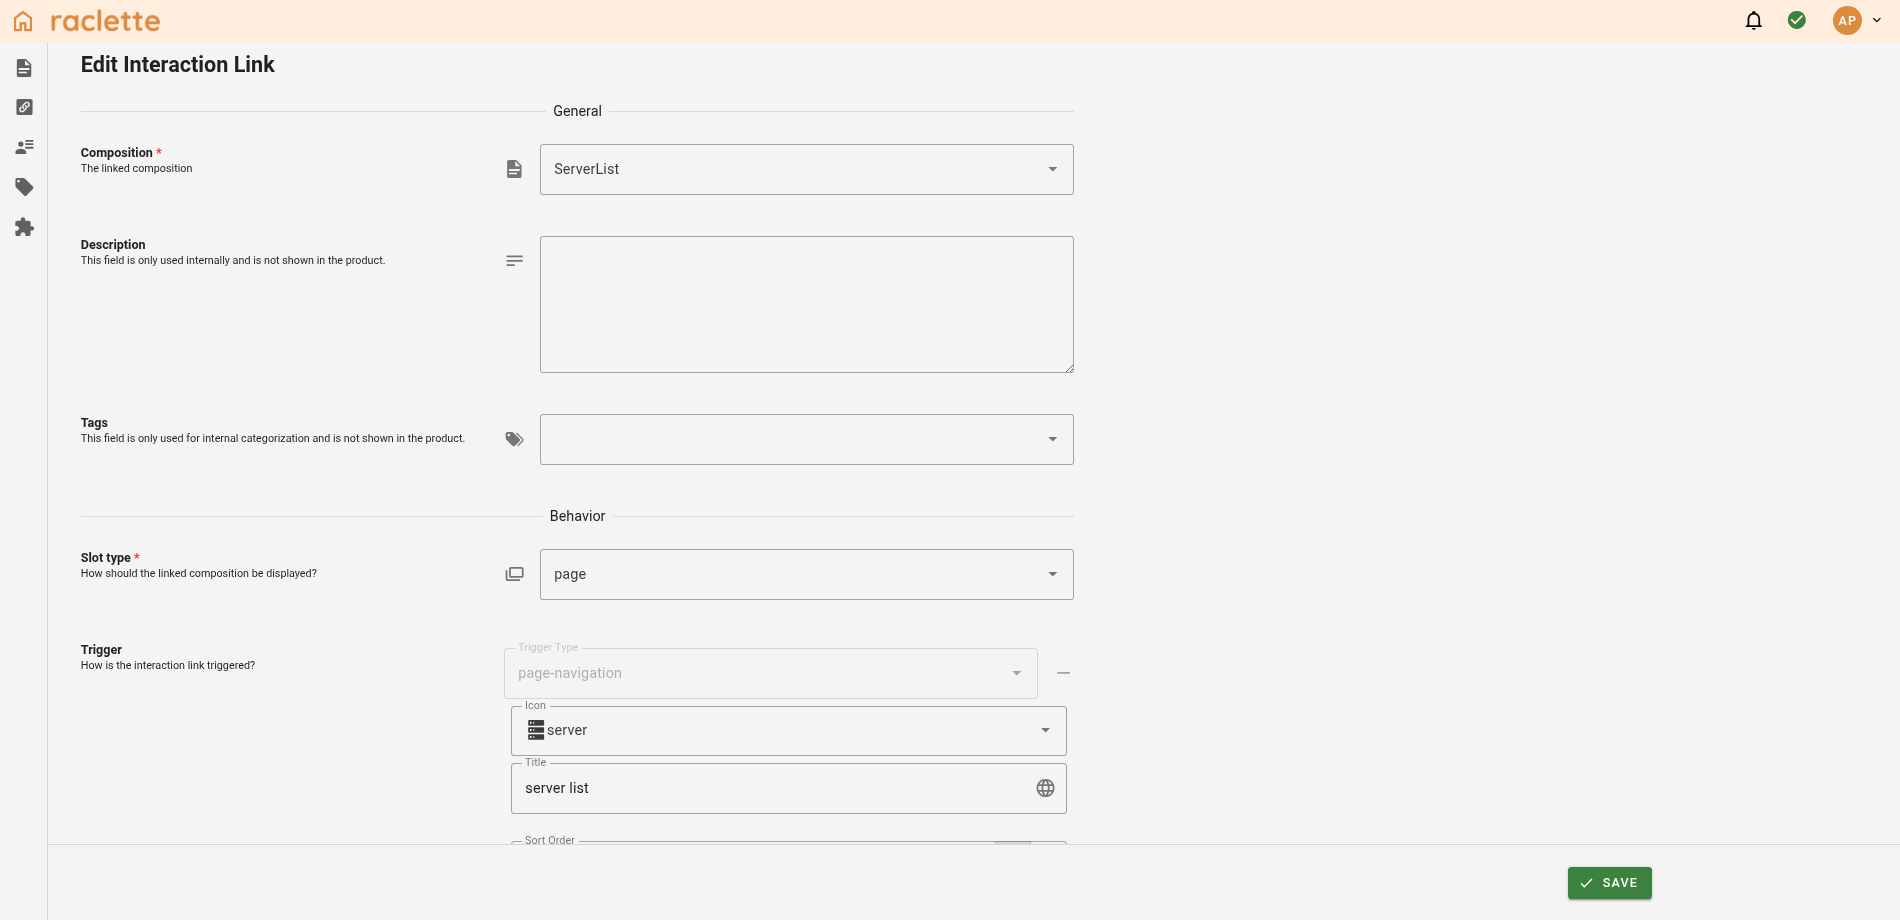 raclette
AP
Edit Interaction Link
General
Composition *
The linked composition
ServerList
Description
This field is only used internally and is not shown in the product.
Tags
This field is only used for internal categorization and is not shown in the product.
Behavior
Slot type *
How should the linked composition be displayed?
page
Trigger
How is the interaction link triggered?
Trigger Type
page-navigation
Icon
server
Title
server list
Sort Order
SAVE